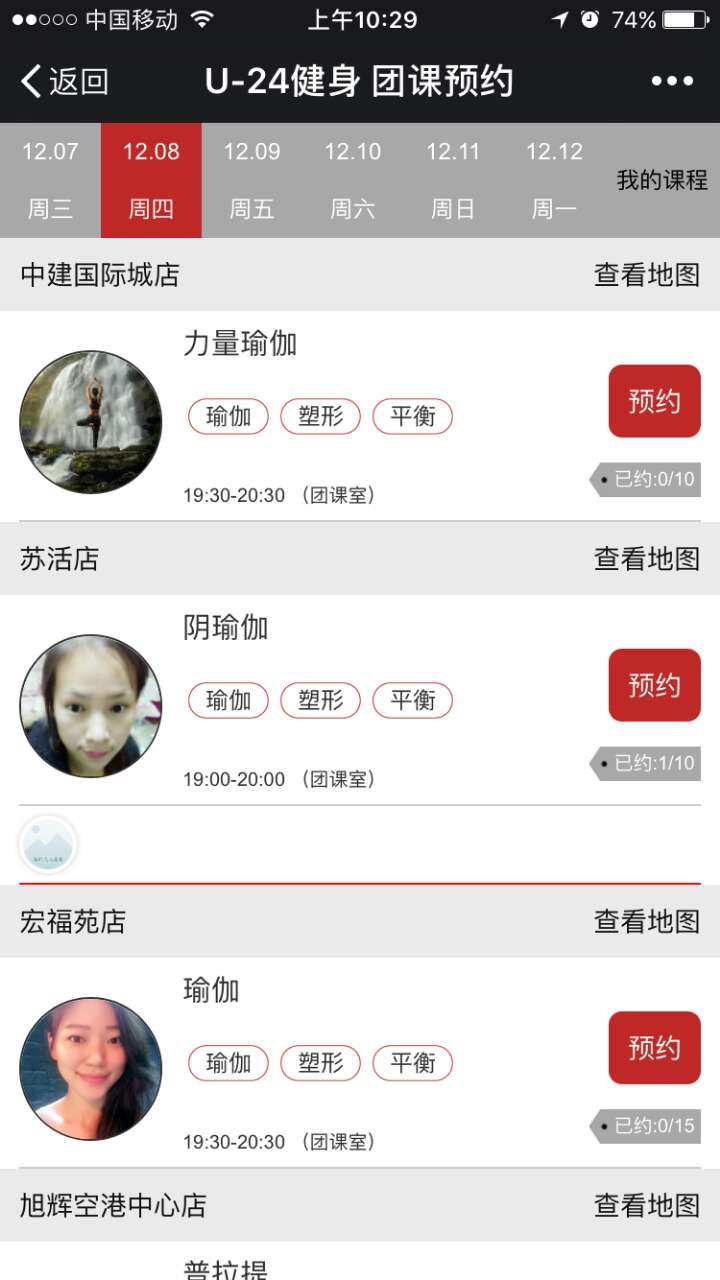 中国移动 上午10:29 74%
返回 U-24健身 团课预约
12.07 12.08 12.09 12.10 12.11 12.12 我的课程
周三 周四 周五 周六 周日 周一
中建国际城店 查看地图
力量瑜伽
瑜伽 塑形 平衡 预约
19:30-20:30 （团课室） 已约:0/10
苏活店 查看地图
阴瑜伽
瑜伽 塑形 平衡 预约
19:00-20:00 （团课室） 已约:1/10
宏福苑店 查看地图
瑜伽
瑜伽 塑形 平衡 预约
19:30-20:30 （团课室） 已约:0/15
旭辉空港中心店 查看地图
普拉提